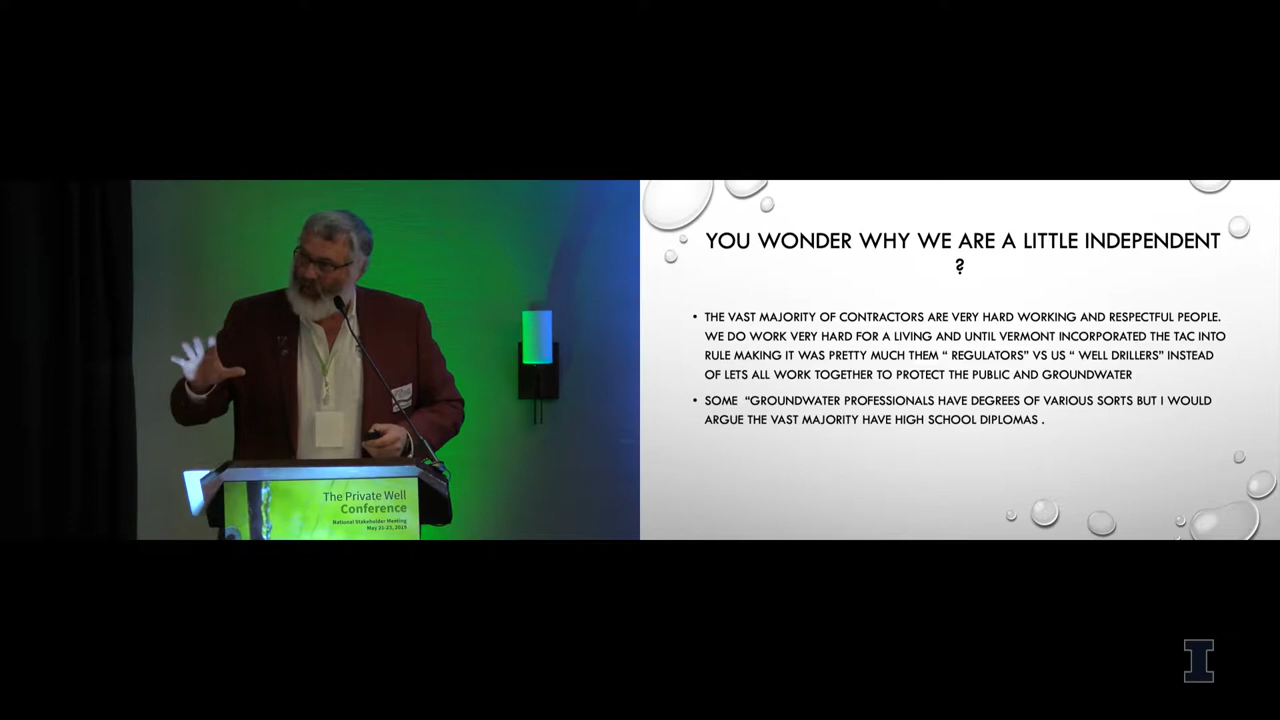 The Private Well
Conference
National Stakeholder Meeting
May 21-23, 2019
YOU WONDER WHY WE ARE A LITTLE INDEPENDENT
?
• THE VAST MAJORITY OF CONTRACTORS ARE VERY HARD WORKING AND RESPECTFUL PEOPLE.
WE DO WORK VERY HARD FOR A LIVING AND UNTIL VERMONT INCORPORATED THE TAC INTO
RULE MAKING IT WAS PRETTY MUCH THEM “ REGULATORS” VS US “ WELL DRILLERS” INSTEAD
OF LETS ALL WORK TOGETHER TO PROTECT THE PUBLIC AND GROUNDWATER
• SOME “GROUNDWATER PROFESSIONALS HAVE DEGREES OF VARIOUS SORTS BUT I WOULD
ARGUE THE VAST MAJORITY HAVE HIGH SCHOOL DIPLOMAS .
I